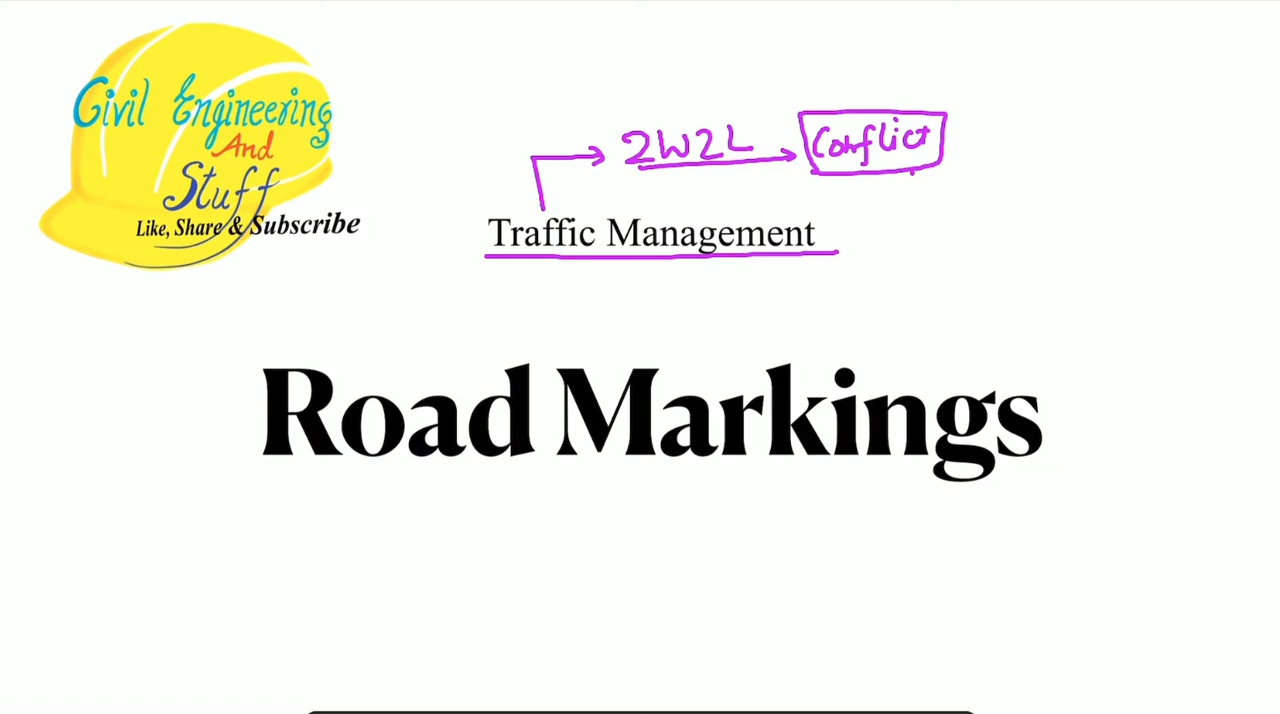 Civil Engineering
And
Stuff
Like, Share & Subscribe
2W2L
Conflict
Traffic Management
Road Markings